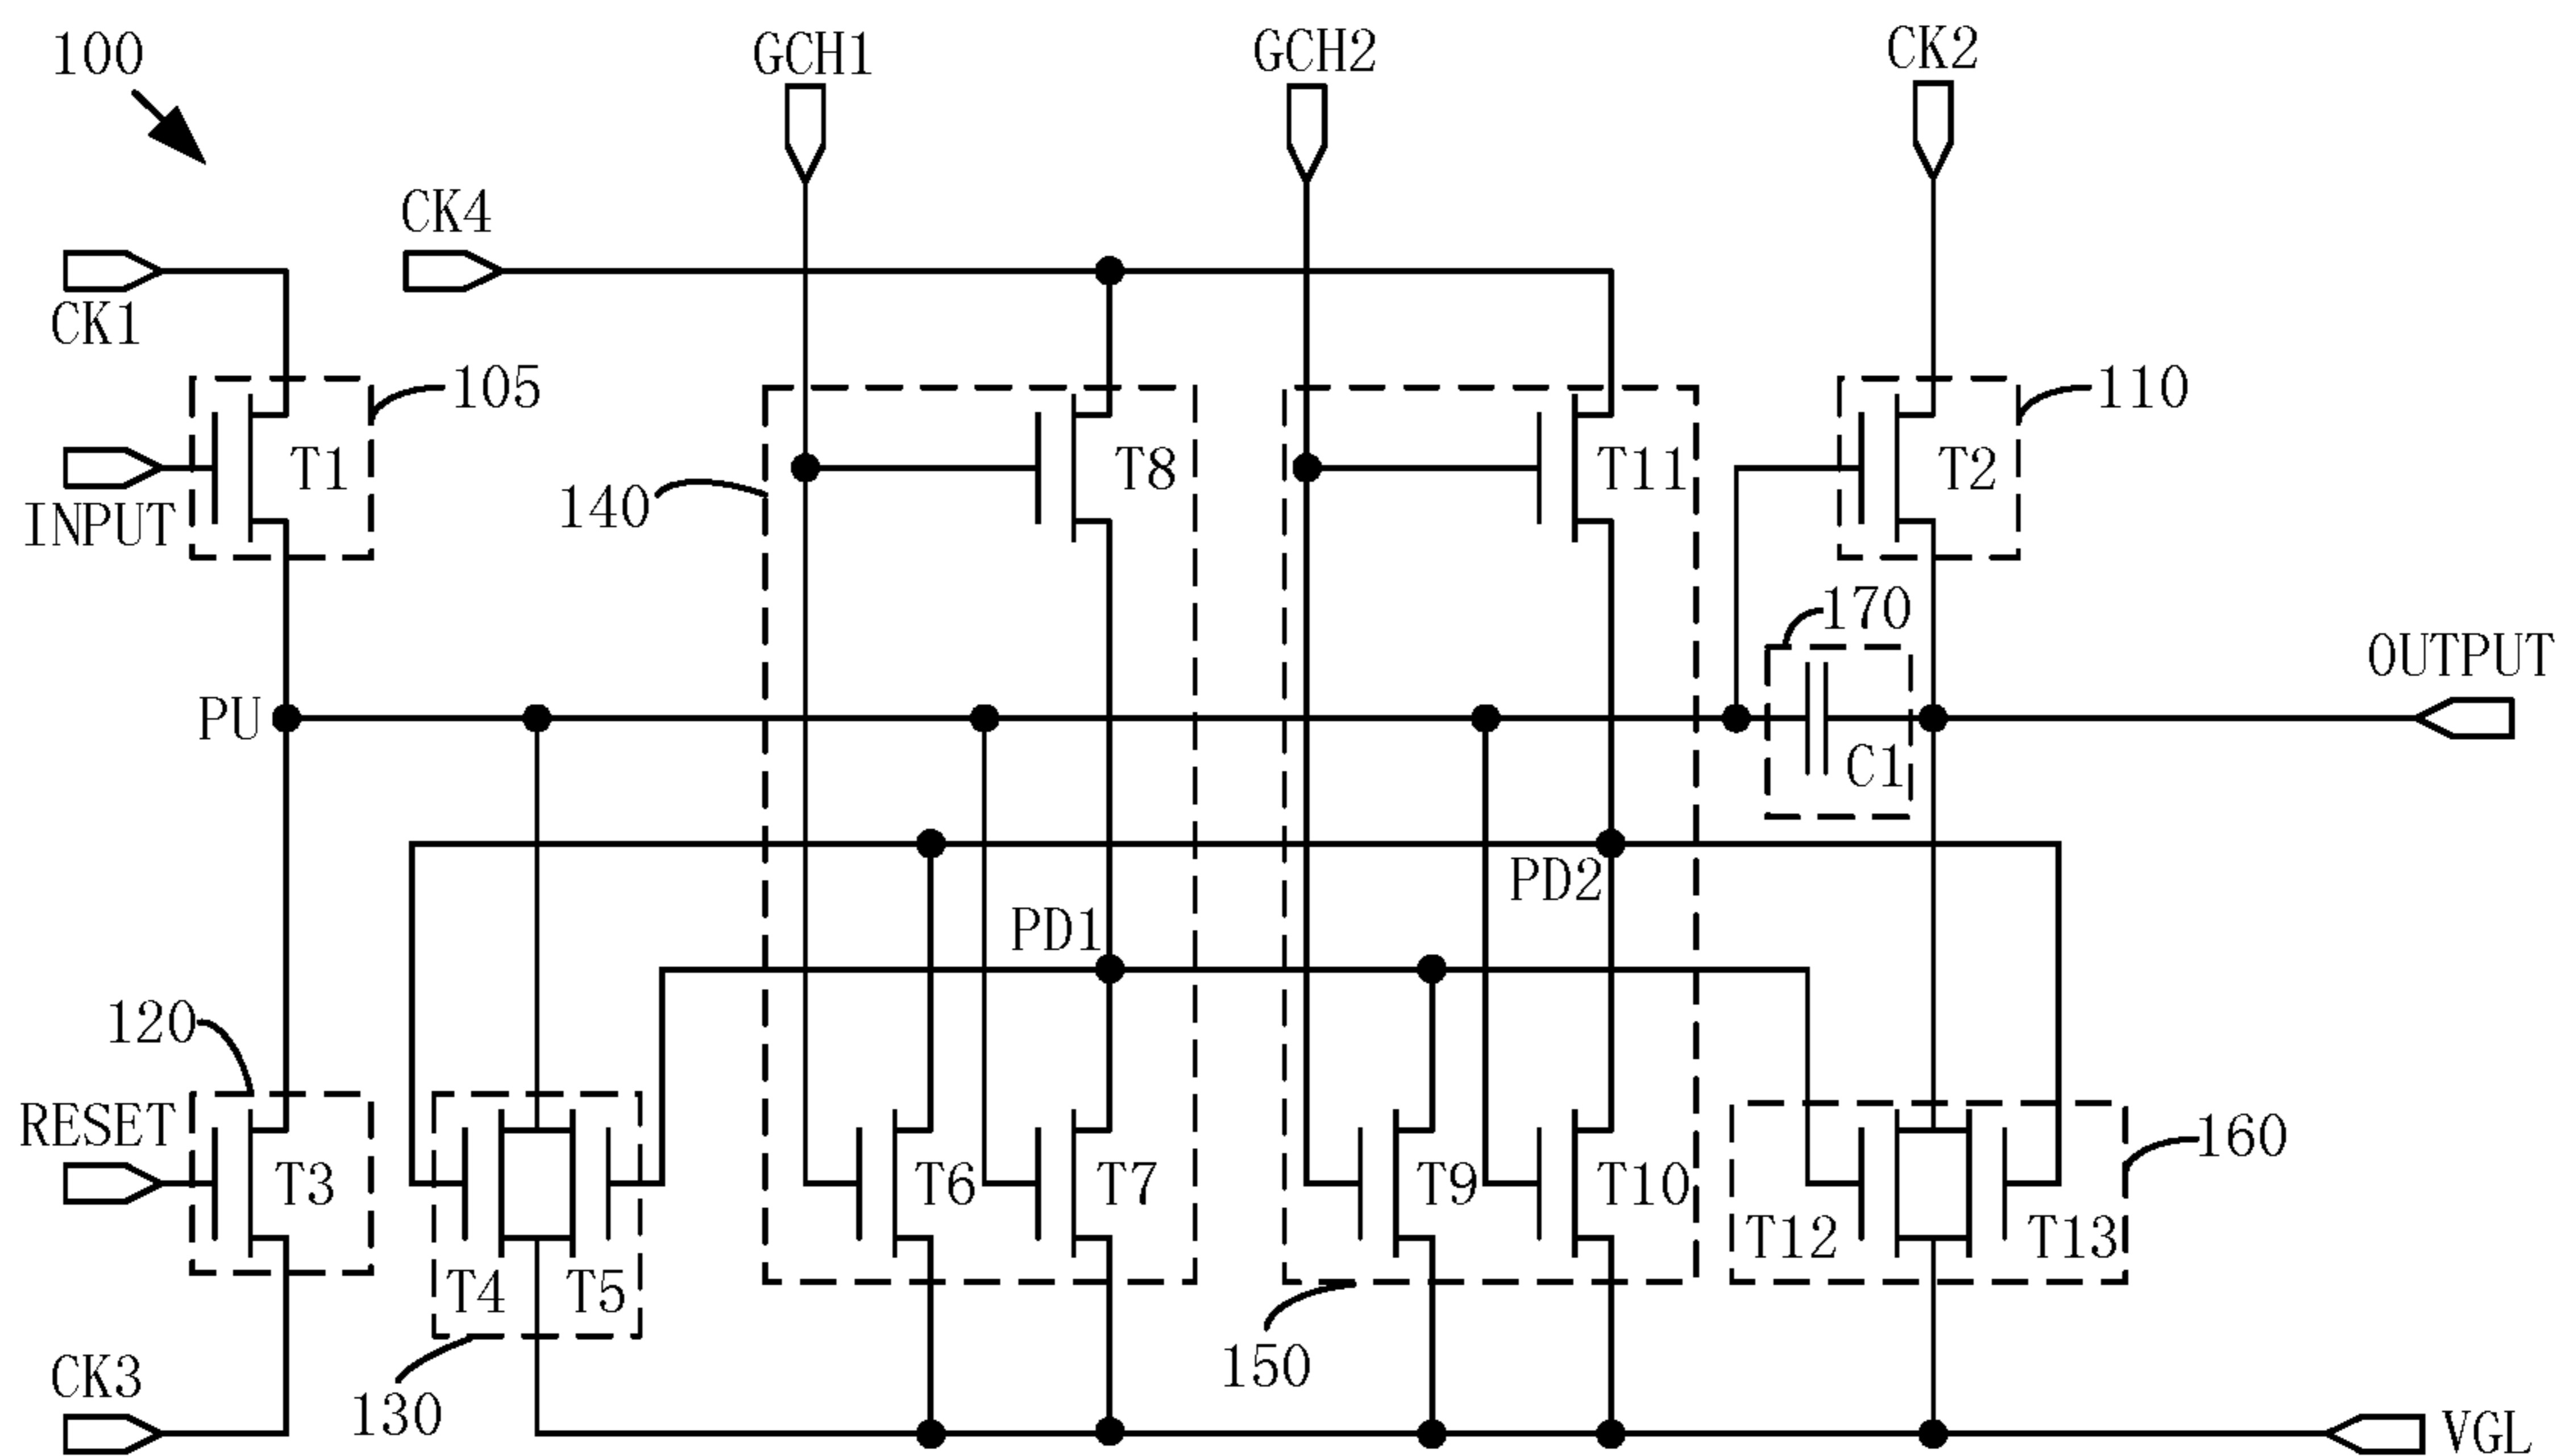 100
GCH1
GCH2
CK2
CK4
CK1
105
110
T1
T8
T11
T2
INPUT
140
170
OUTPUT
PU
C1
PD2
PD1
120
RESET
160
T3
T6
T7
T9
T10
T12
T13
T4
T5
150
CK3
130
VGL